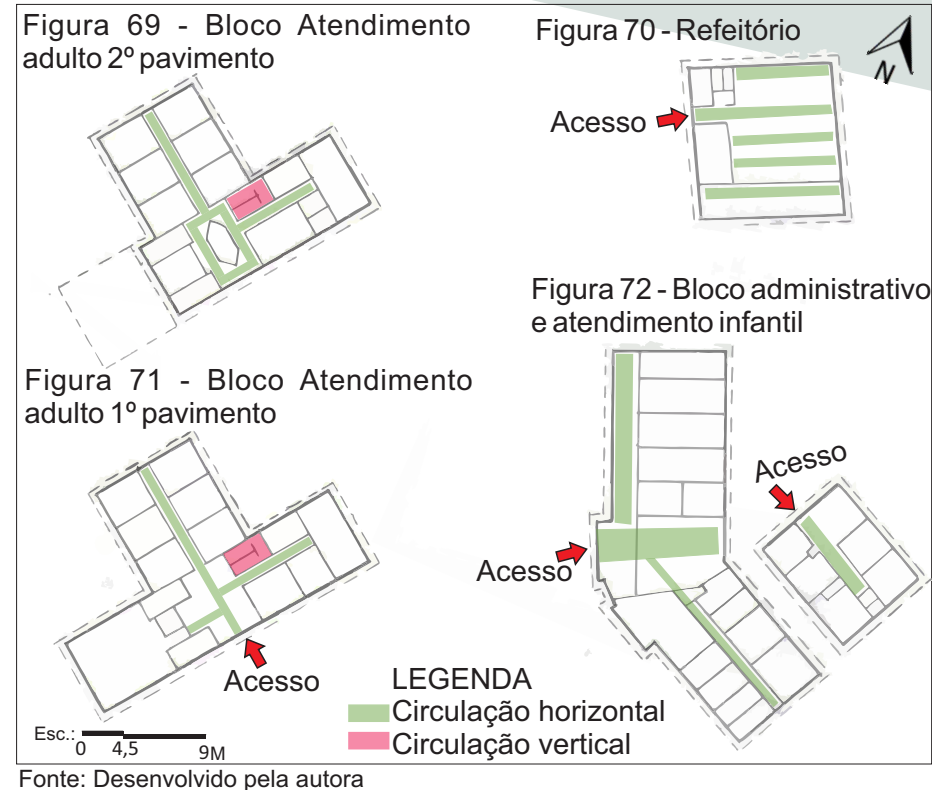 Figura 69 - Bloco Atendimento
adulto 2º pavimento
Figura 70 - Refeitório
N
Acesso
Figura 71 - Bloco Atendimento
adulto 1º pavimento
Acesso
Figura 72 - Bloco administrativo
e atendimento infantil
Acesso
Acesso
LEGENDA
Circulação horizontal
Circulação vertical
Esc.:
0 4,5 9M
Fonte: Desenvolvido pela autora